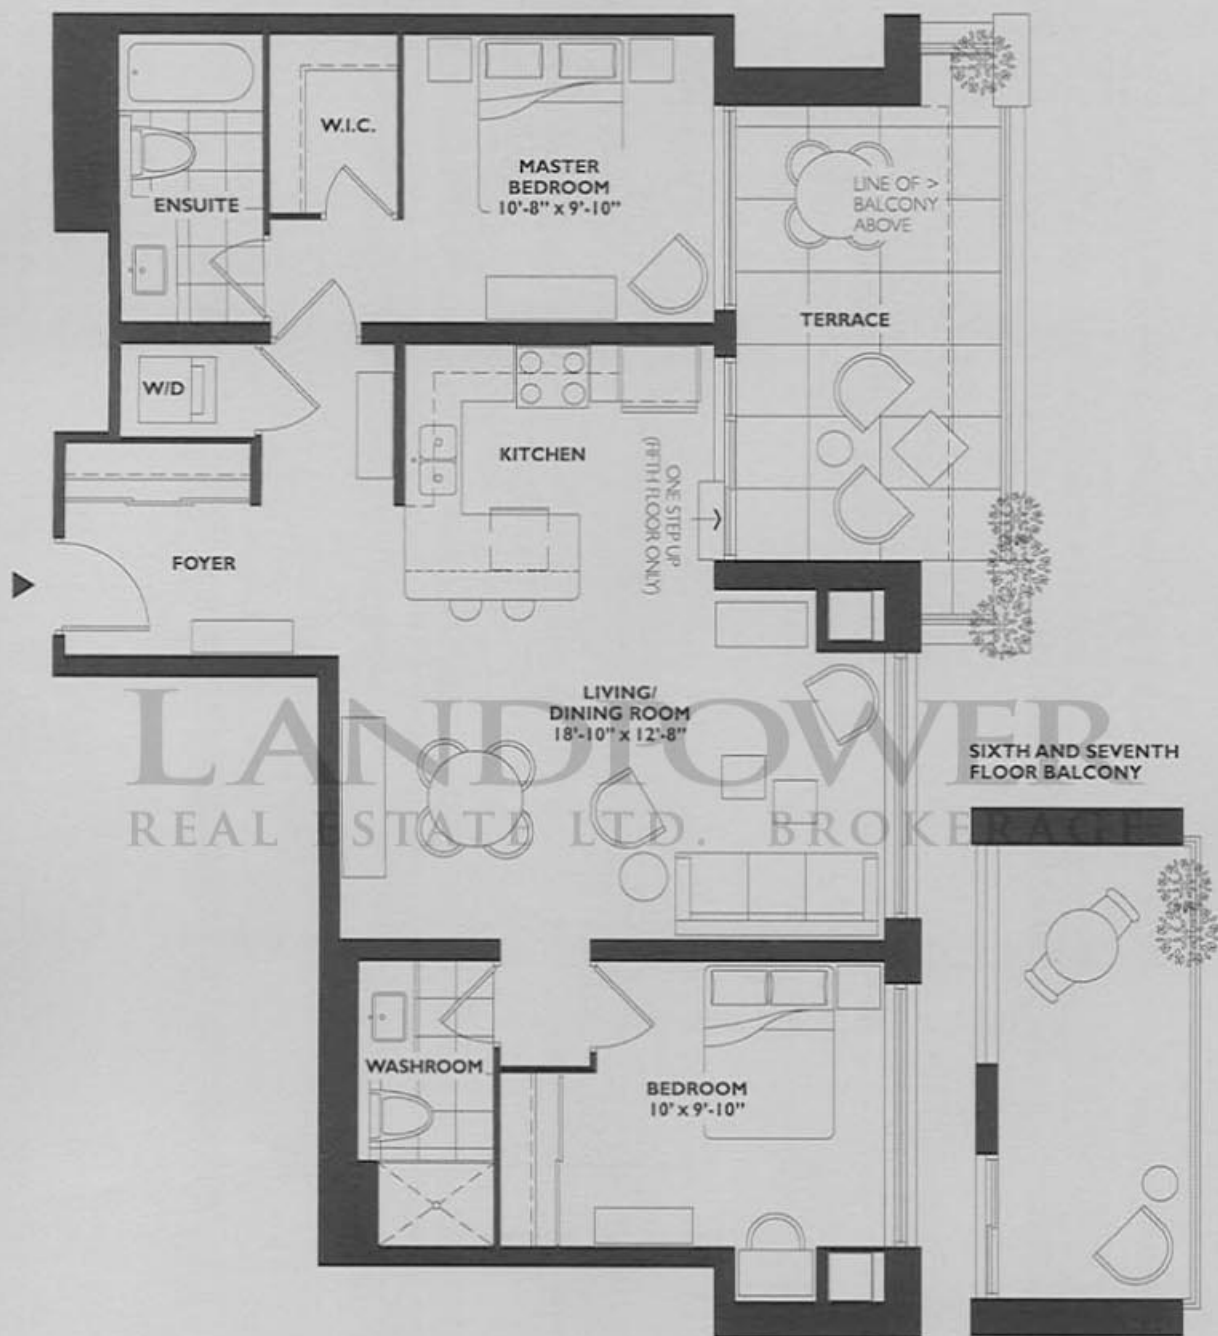 W.I.C.
MASTER
BEDROOM
10'-8" x 9'-10"
ENSUITE
LINE OF >
BALCONY
ABOVE
TERRACE
W/D
KITCHEN
ONE STEP UP
(FIFTH FLOOR ONLY)
FOYER
LIVING/
DINING ROOM
18'-10" x 12'-8"
LANDPOWER
REAL ESTATE LTD. BROKERAGE
SIXTH AND SEVENTH
FLOOR BALCONY
WASHROOM
BEDROOM
10' x 9'-10"